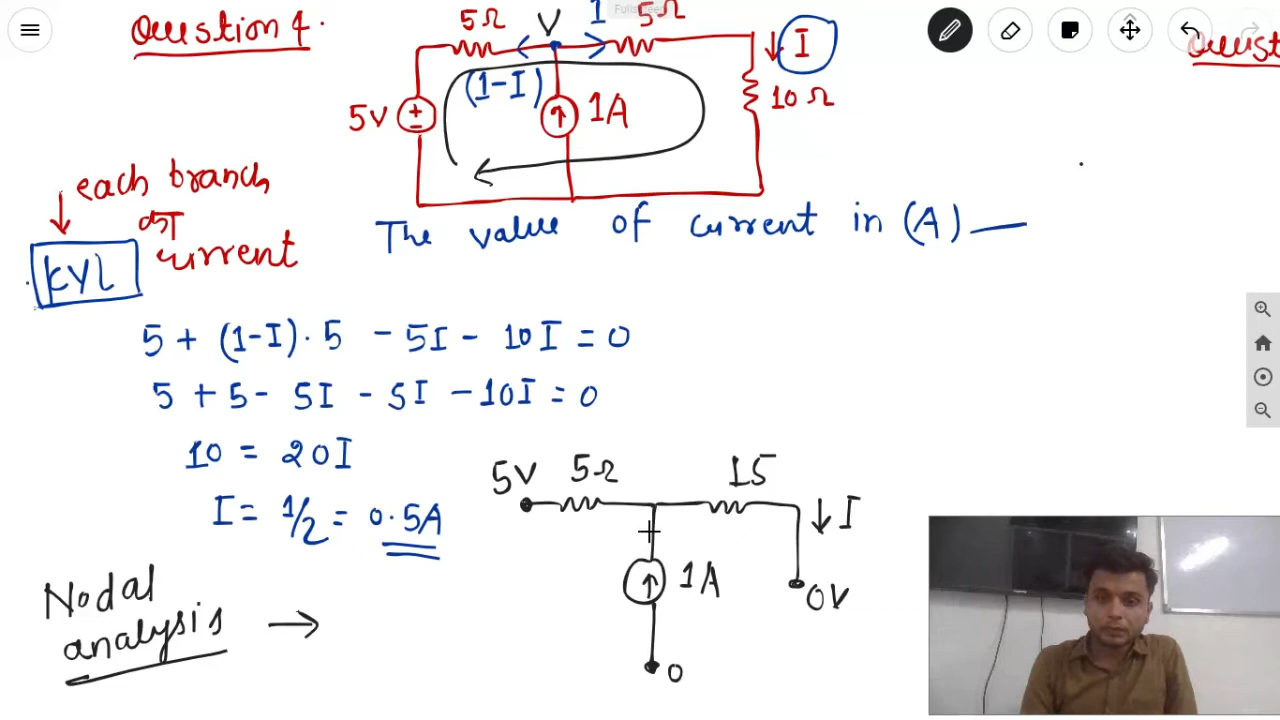 Question 4.
5Ω V I 5Ω
(1-I)
↓ I
5V
1A
10Ω
each branch
current
KVL
The value of current in (A) —
5 + (1-I).5 - 5I - 10I = 0
5 + 5 - 5I - 5I - 10I = 0
10 = 20I
I = 1/2 = 0.5A
5V 5Ω 15
↓ I
1A
0V
0
Nodal
analysis →